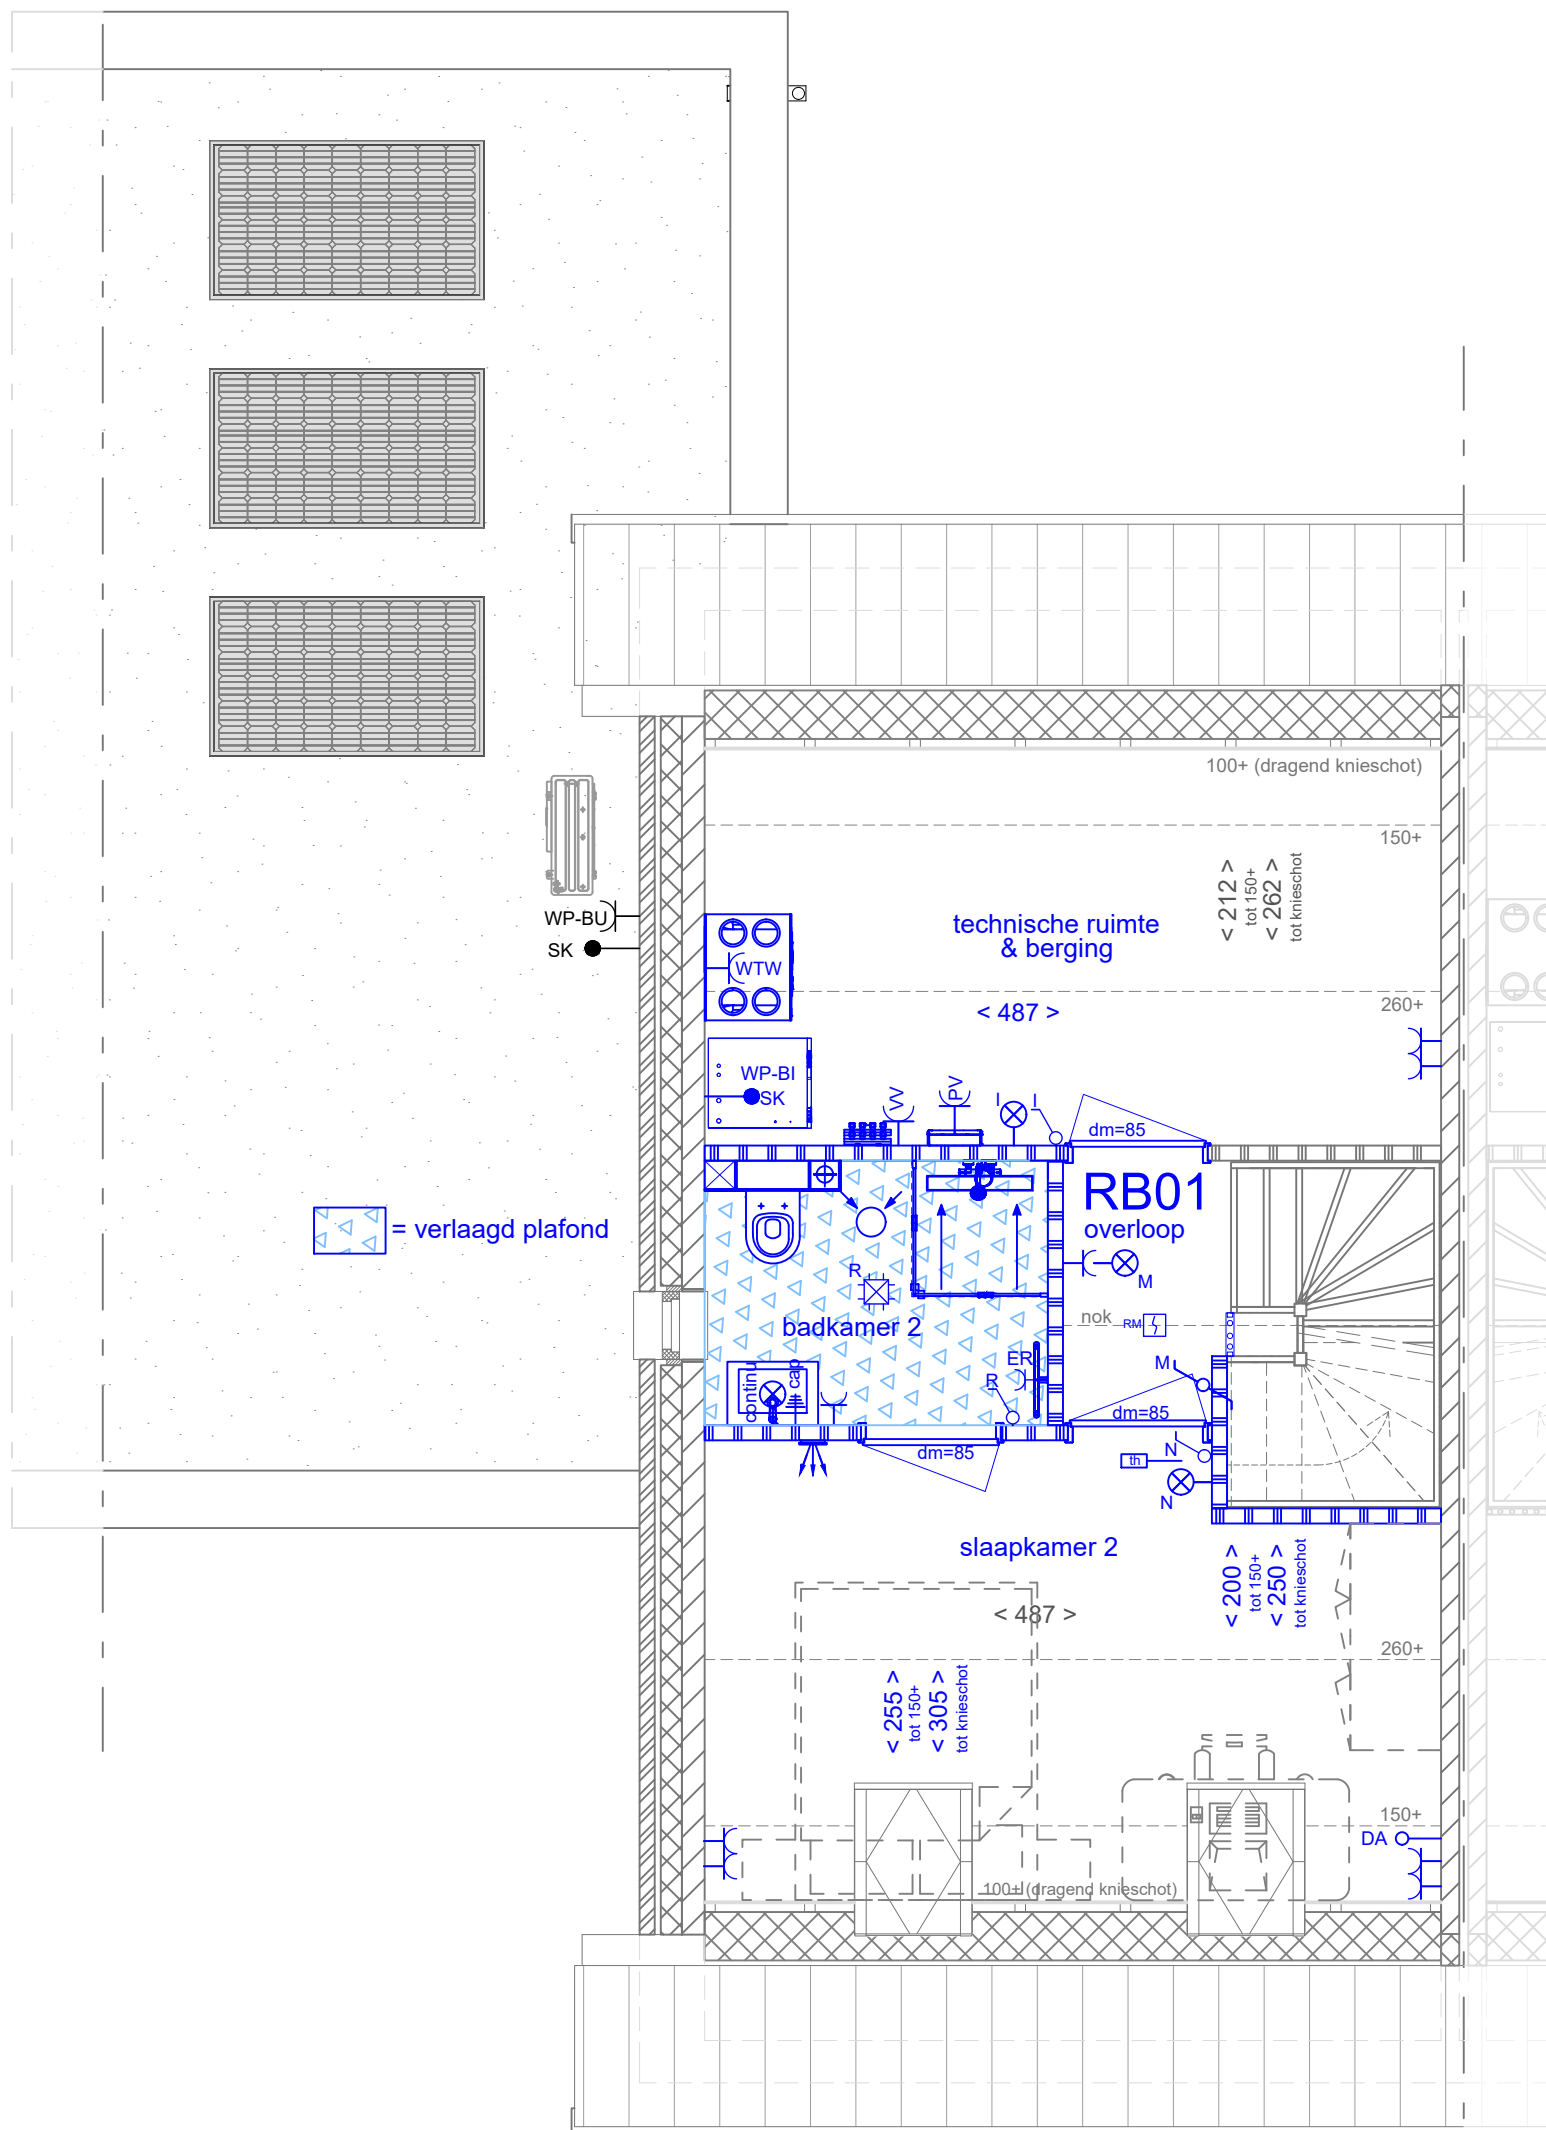 100+ (dragend knieschot)
150+
< 212 >
tot 150+
< 262 >
tot knieschot
WP-BU
SK
technische ruimte
& berging
WTW
260+
< 487 >
WP-BI
SK
VV
PV
I
I
dm=85
RB01
overloop
= verlaagd plafond
M
R
nok
RM
badkamer 2
ER
M
R
continu
cap
dm=85
dm=85
N
th
N
slaapkamer 2
< 200 >
tot 150+
< 250 >
tot knieschot
< 487 >
260+
< 255 >
tot 150+
< 305 >
tot knieschot
150+
DA
100+ (dragend knieschot)